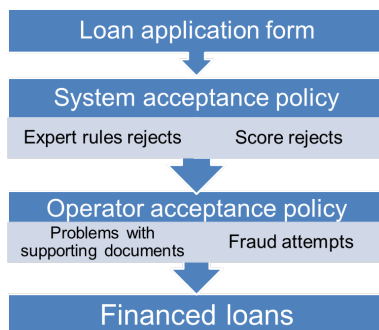 Loan application form
System acceptance policy
Expert rules rejects Score rejects
Operator acceptance policy
Problems with
supporting documents Fraud attempts
Financed loans